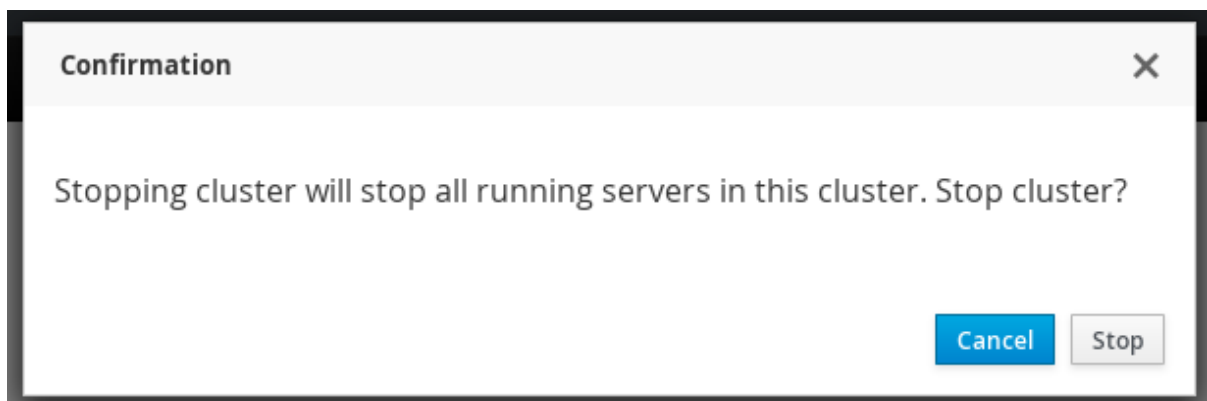 Confirmation
Stopping cluster will stop all running servers in this cluster. Stop cluster?
Cancel Stop